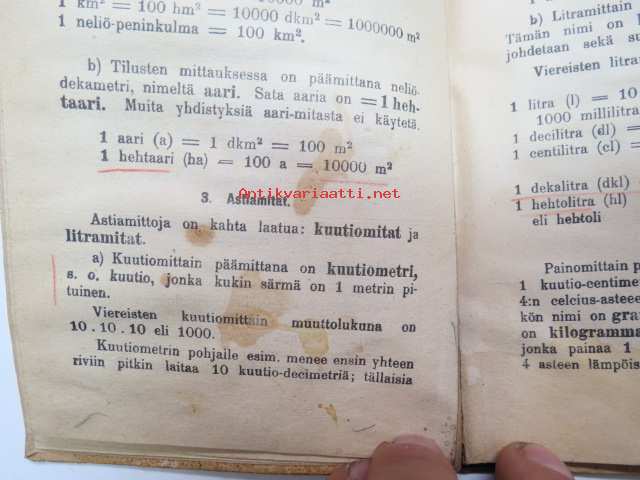 1 km² = 100 hm² = 10000 dkm² = 1000000 m²
1 neliö-peninkulma = 100 km².
b) Tilusten mittauksessa on päämittana neliö-
dekametri, nimeltä aari. Sata aaria on = 1 heh-
taari. Muita yhdistyksiä aari-mitasta ei käytetä.
1 aari (a) = 1 dkm² = 100 m²
1 hehtaari (ha) = 100 a = 10000 m²
Antikvariaatti.net
3. Astiamitat.
Astiamittoja on kahta laatua: kuutiomitat ja
litramitat.
a) Kuutiomittain päämittana on kuutiometri,
s. o. kuutio, jonka kukin särmä on 1 metrin pi-
tuinen.
Viereisten kuutiomittain muuttolukuna on
10 . 10 . 10 eli 1000.
Kuutiometrin pohjalle esim. menee ensin yhteen
riviin pitkin laitaa 10 kuutio-decimetriä; tällaisia
b) Litramittain
Tämän nimi on
johdetaan sekä
Viereisten
1 litra (l) = 10
1000 millilitra
1 decilitra (dl) =
1 centilitra (cl) =
1 dekalitra (dkl)
1 hehtolitra (hl)
eli hehtoli
Painomittain
1 kuutio-centime
4:n celcius-astee
kön nimi on
on kilogramma
jonka painaa 1
4 asteen lämpöis